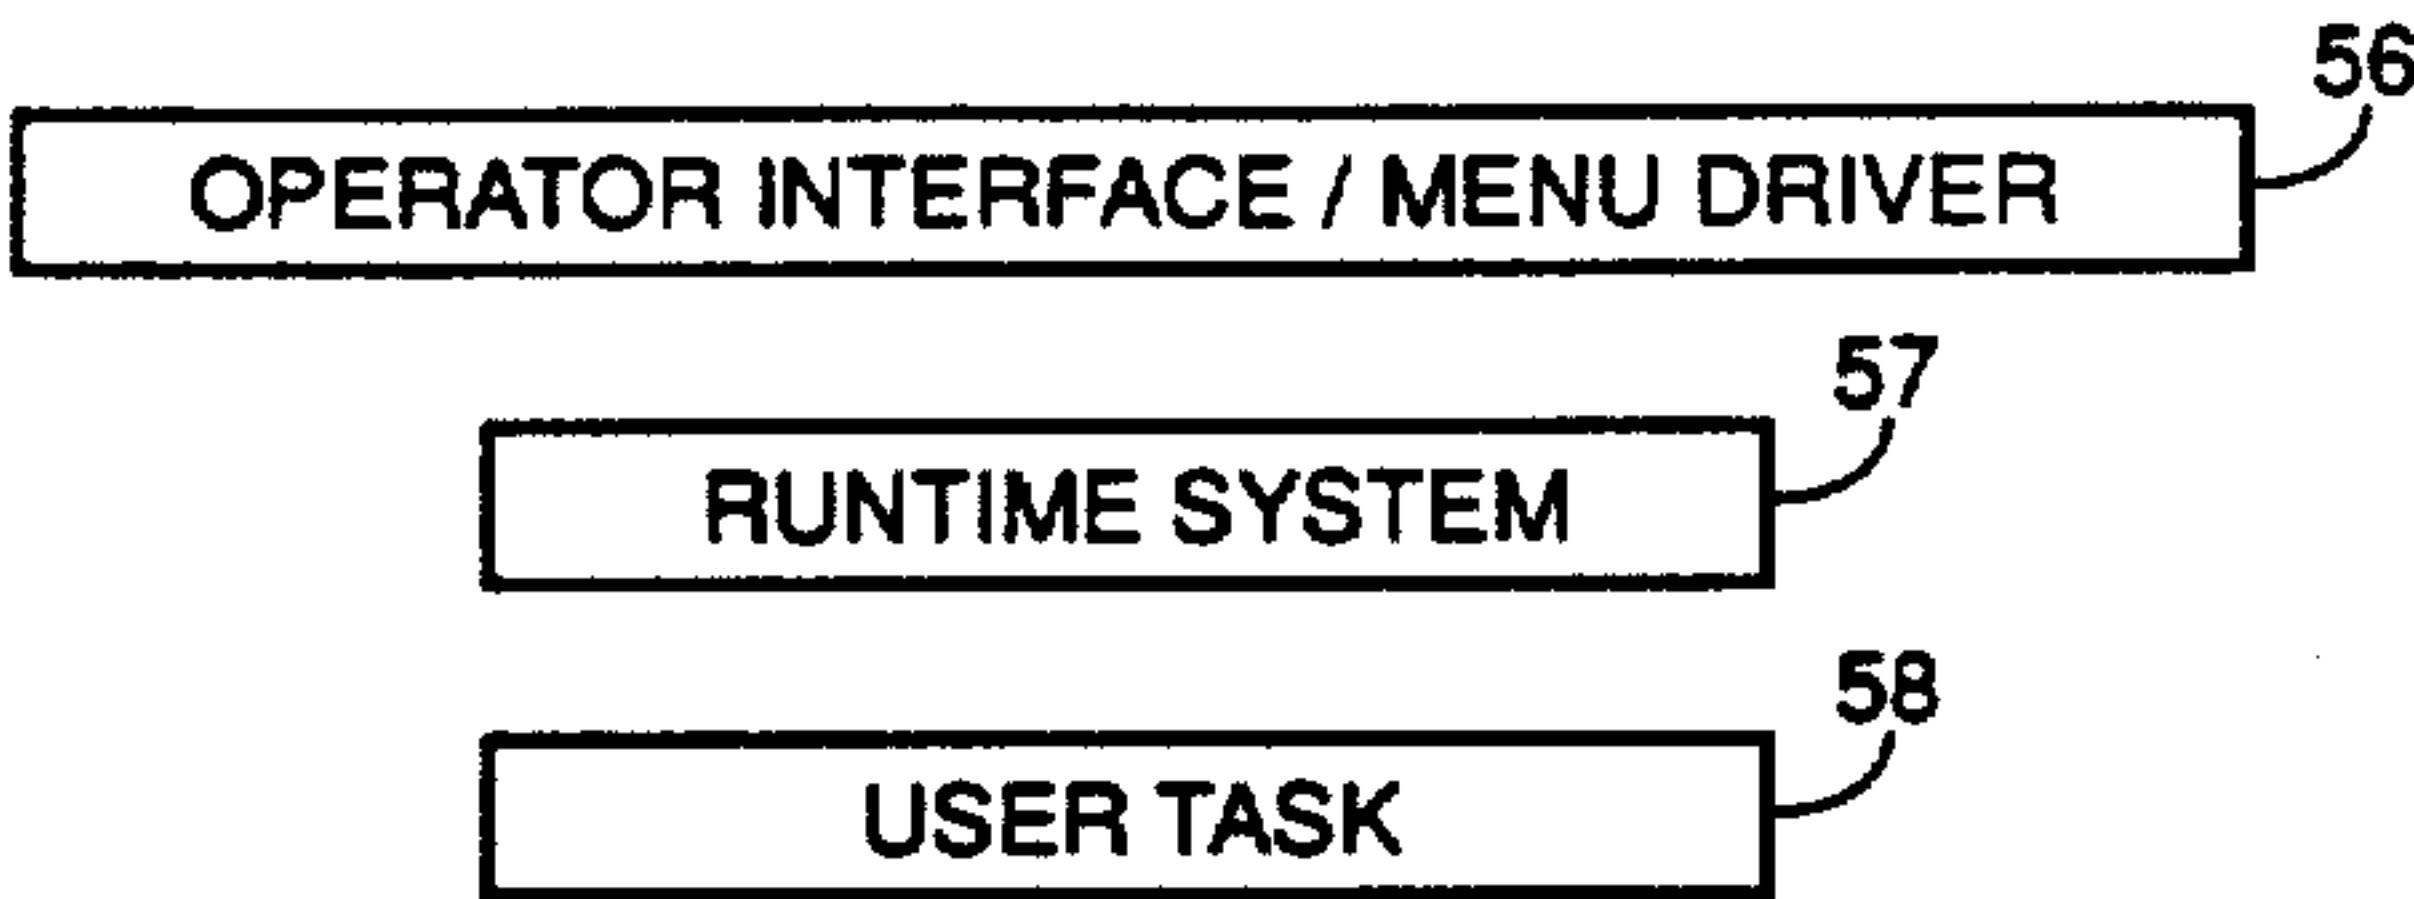 56
OPERATOR INTERFACE / MENU DRIVER
57
RUNTIME SYSTEM
58
USER TASK